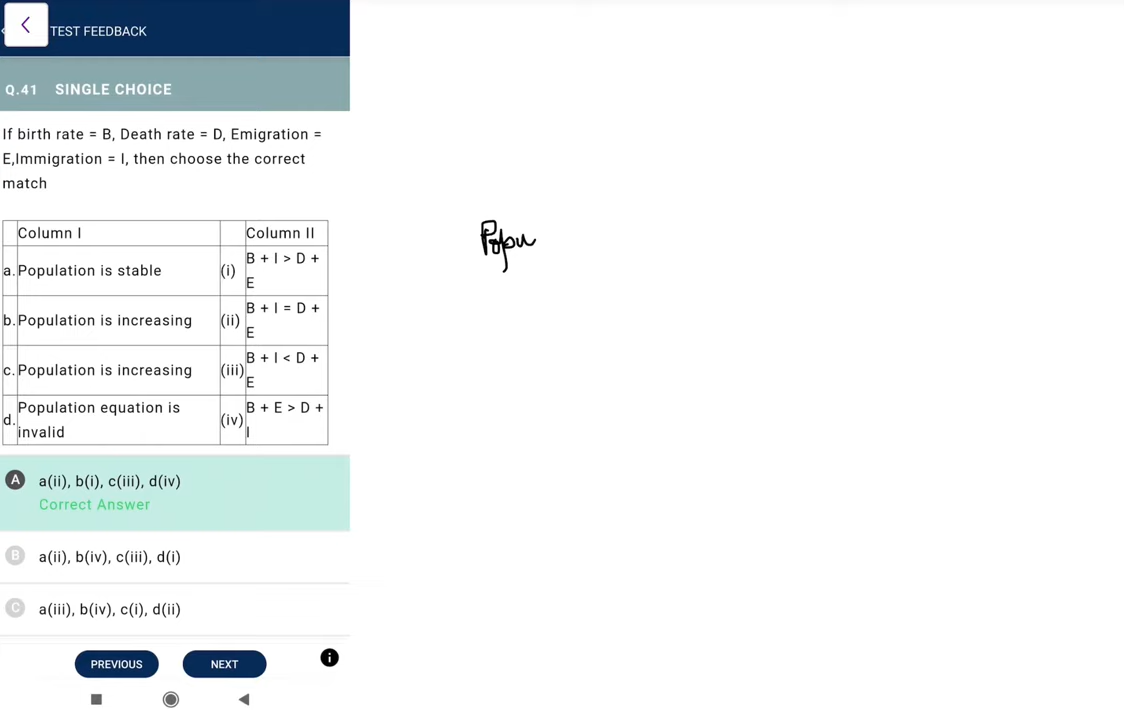 TEST FEEDBACK
Q.41 SINGLE CHOICE
If birth rate = B, Death rate = D, Emigration =
E,Immigration = I, then choose the correct
match
Column I Column II
a. Population is stable (i) B + I > D +
E
b. Population is increasing (ii) B + I = D +
E
c. Population is increasing (iii) B + I < D +
E
d. Population equation is
invalid (iv) B + E > D +
I
A a(ii), b(i), c(iii), d(iv)
Correct Answer
B a(ii), b(iv), c(iii), d(i)
C a(iii), b(iv), c(i), d(ii)
PREVIOUS NEXT
Popu